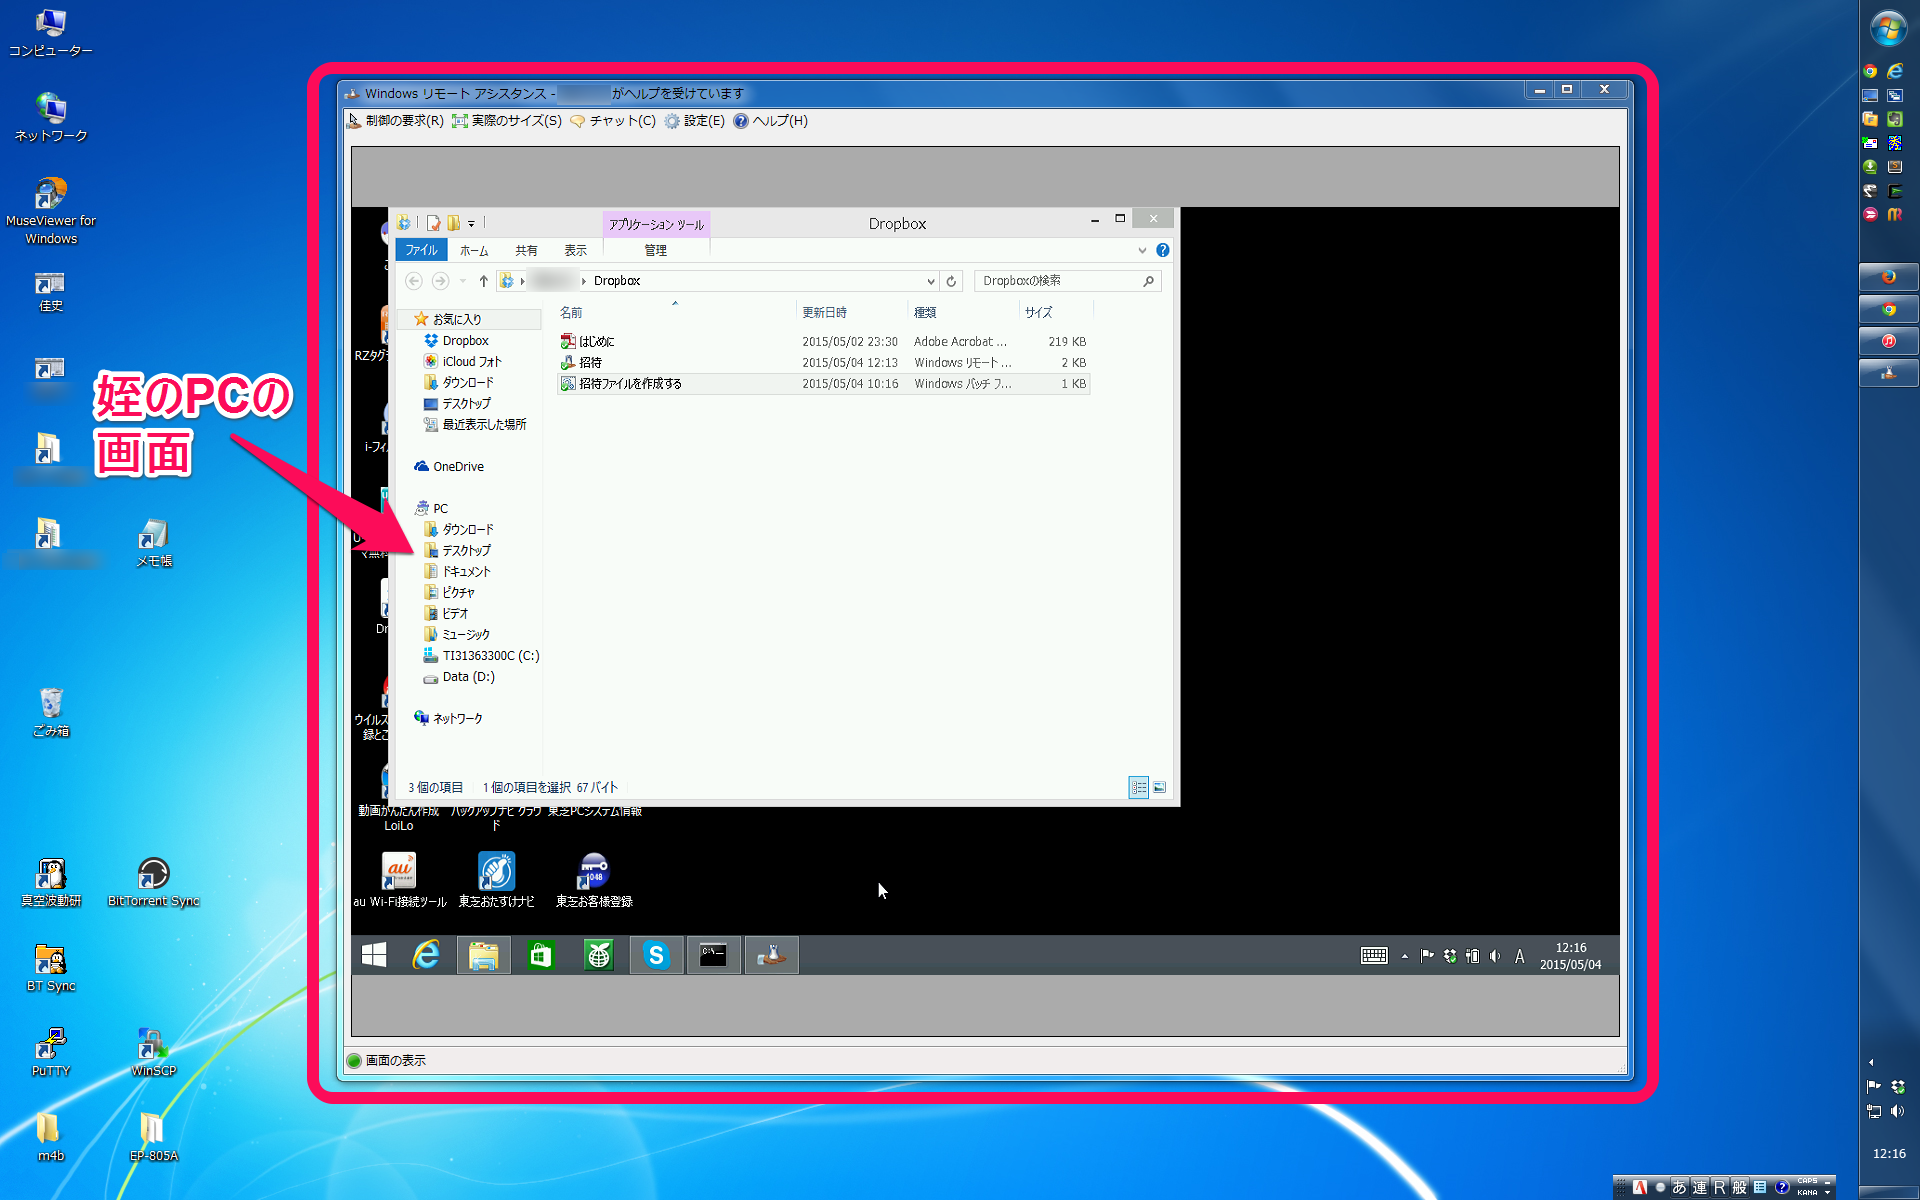 コンピューター
ネットワーク
MuseViewer for
Windows
佳史
姪のPCの
画面
メモ帳
ごみ箱
真空波動研
BitTorrent Sync
BT Sync
PuTTY
WinSCP
m4b
EP-805A
Windows リモート アシスタンス -
がヘルプを受けています
制御の要求(R)
実際のサイズ(S)
チャット(C)
設定(E)
ヘルプ(H)
アプリケーション ツール
Dropbox
ファイル
ホーム
共有
表示
管理
Dropbox
Dropboxの検索
名前
更新日時
種類
サイズ
はじめに
2015/05/02 23:30
Adobe Acrobat ...
219 KB
招待
2015/05/04 12:13
Windows リモート ...
2 KB
招待ファイルを作成する
2015/05/04 10:16
Windows バッチ フ...
1 KB
お気に入り
Dropbox
iCloud フォト
ダウンロード
デスクトップ
最近表示した場所
OneDrive
PC
ダウンロード
デスクトップ
ドキュメント
ピクチャ
ビデオ
ミュージック
TI31363300C (C:)
Data (D:)
ネットワーク
3 個の項目
1 個の項目を選択 67 バイト
RZタグ
i-フィ
Dr
ウイルス
録とこ
動画かんたん作成
LoiLo
バックアップナビ クラウ
ド
東芝PCシステム情報
au
au Wi-Fi接続ツール
東芝おたすけナビ
1048
東芝お客様登録
C:\
A
12:16
2015/05/04
画面の表示
12:16
A
あ
連
R
般
CAPS
KANA